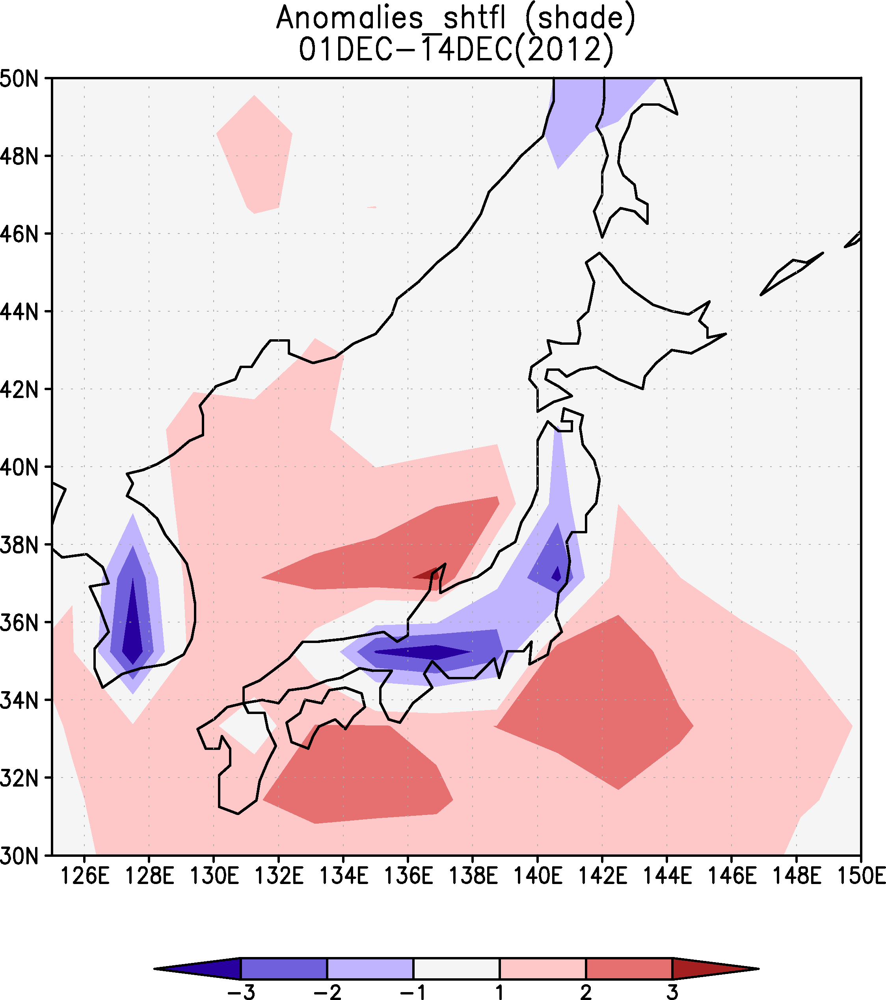 Anomalies_shtfl (shade)
01DEC-14DEC(2012)
50N
48N
46N
44N
42N
40N
38N
36N
34N
32N
30N
126E 128E 130E 132E 134E 136E 138E 140E 142E 144E 146E 148E 150E
-3 -2 -1 1 2 3